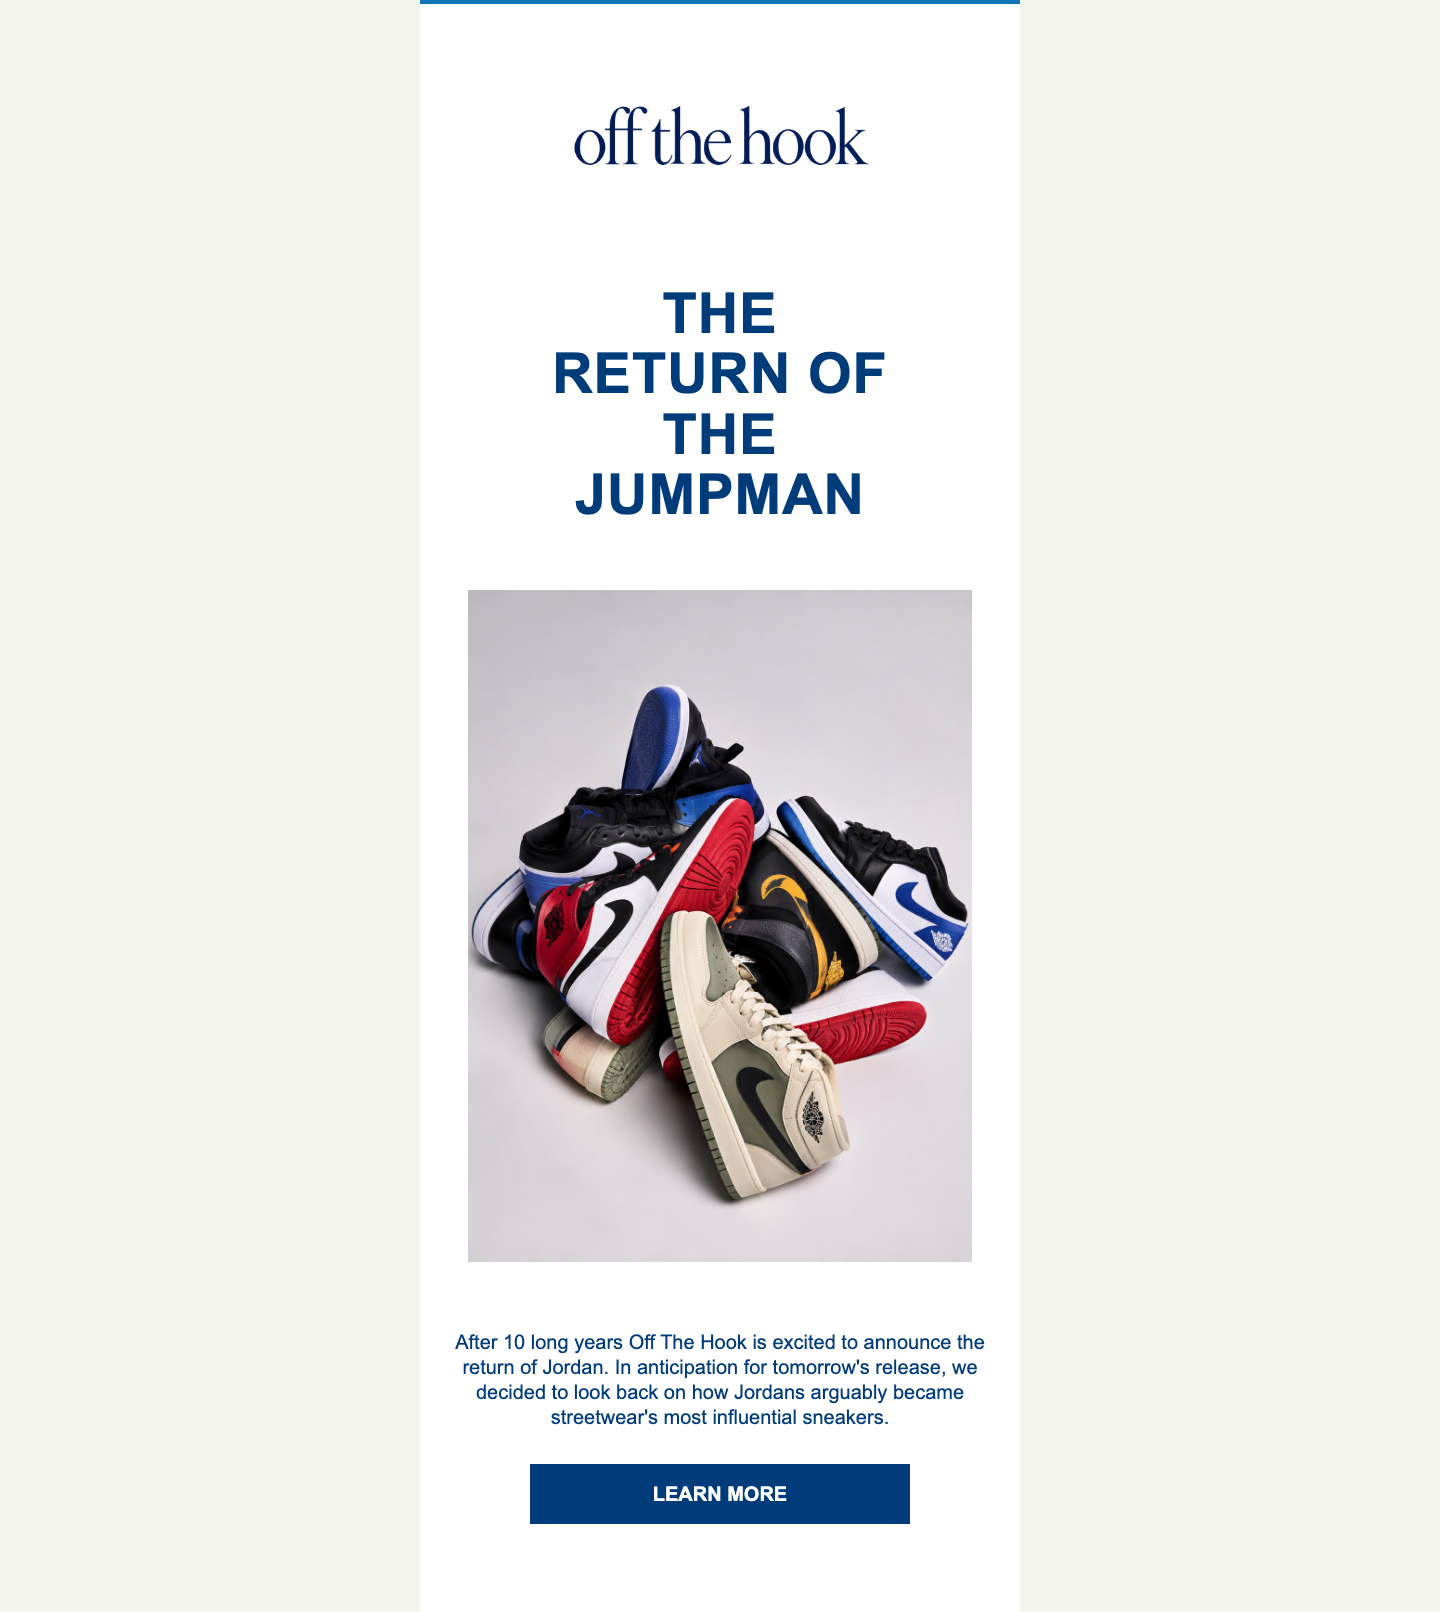 off the hook
THE
RETURN OF
THE
JUMPMAN
After 10 long years Off The Hook is excited to announce the
return of Jordan. In anticipation for tomorrow's release, we
decided to look back on how Jordans arguably became
streetwear's most influential sneakers.
LEARN MORE